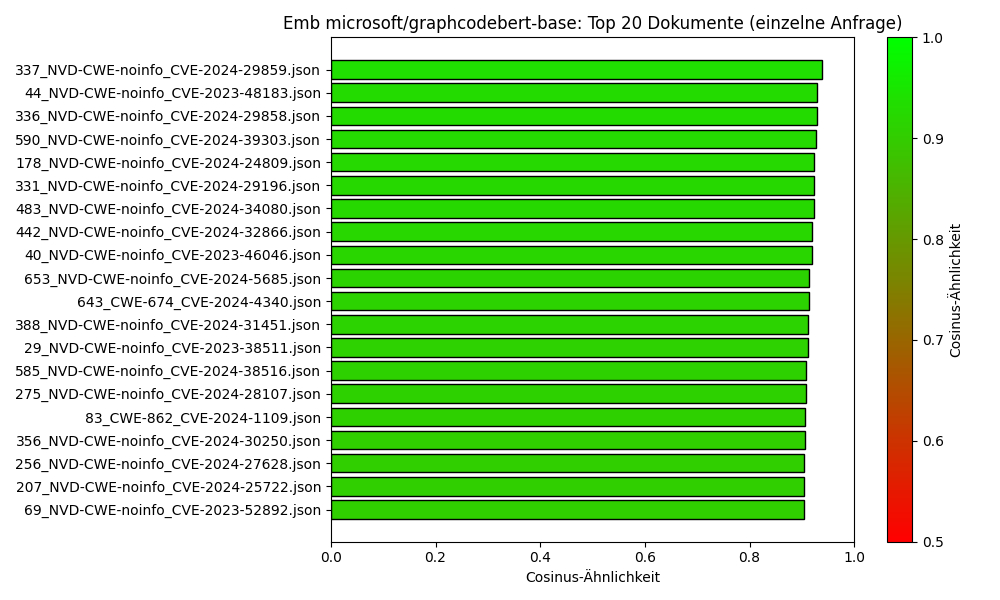 Emb microsoft/graphcodebert-base: Top 20 Dokumente (einzelne Anfrage)
337_NVD-CWE-noinfo_CVE-2024-29859.json
44_NVD-CWE-noinfo_CVE-2023-48183.json
336_NVD-CWE-noinfo_CVE-2024-29858.json
590_NVD-CWE-noinfo_CVE-2024-39303.json
178_NVD-CWE-noinfo_CVE-2024-24809.json
331_NVD-CWE-noinfo_CVE-2024-29196.json
483_NVD-CWE-noinfo_CVE-2024-34080.json
442_NVD-CWE-noinfo_CVE-2024-32866.json
40_NVD-CWE-noinfo_CVE-2023-46046.json
653_NVD-CWE-noinfo_CVE-2024-5685.json
643_CWE-674_CVE-2024-4340.json
388_NVD-CWE-noinfo_CVE-2024-31451.json
29_NVD-CWE-noinfo_CVE-2023-38511.json
585_NVD-CWE-noinfo_CVE-2024-38516.json
275_NVD-CWE-noinfo_CVE-2024-28107.json
83_CWE-862_CVE-2024-1109.json
356_NVD-CWE-noinfo_CVE-2024-30250.json
256_NVD-CWE-noinfo_CVE-2024-27628.json
207_NVD-CWE-noinfo_CVE-2024-25722.json
69_NVD-CWE-noinfo_CVE-2023-52892.json
0.0 0.2 0.4 0.6 0.8 1.0
Cosinus-Ähnlichkeit
1.0
0.9
0.8
0.7
0.6
0.5
Cosinus-Ähnlichkeit